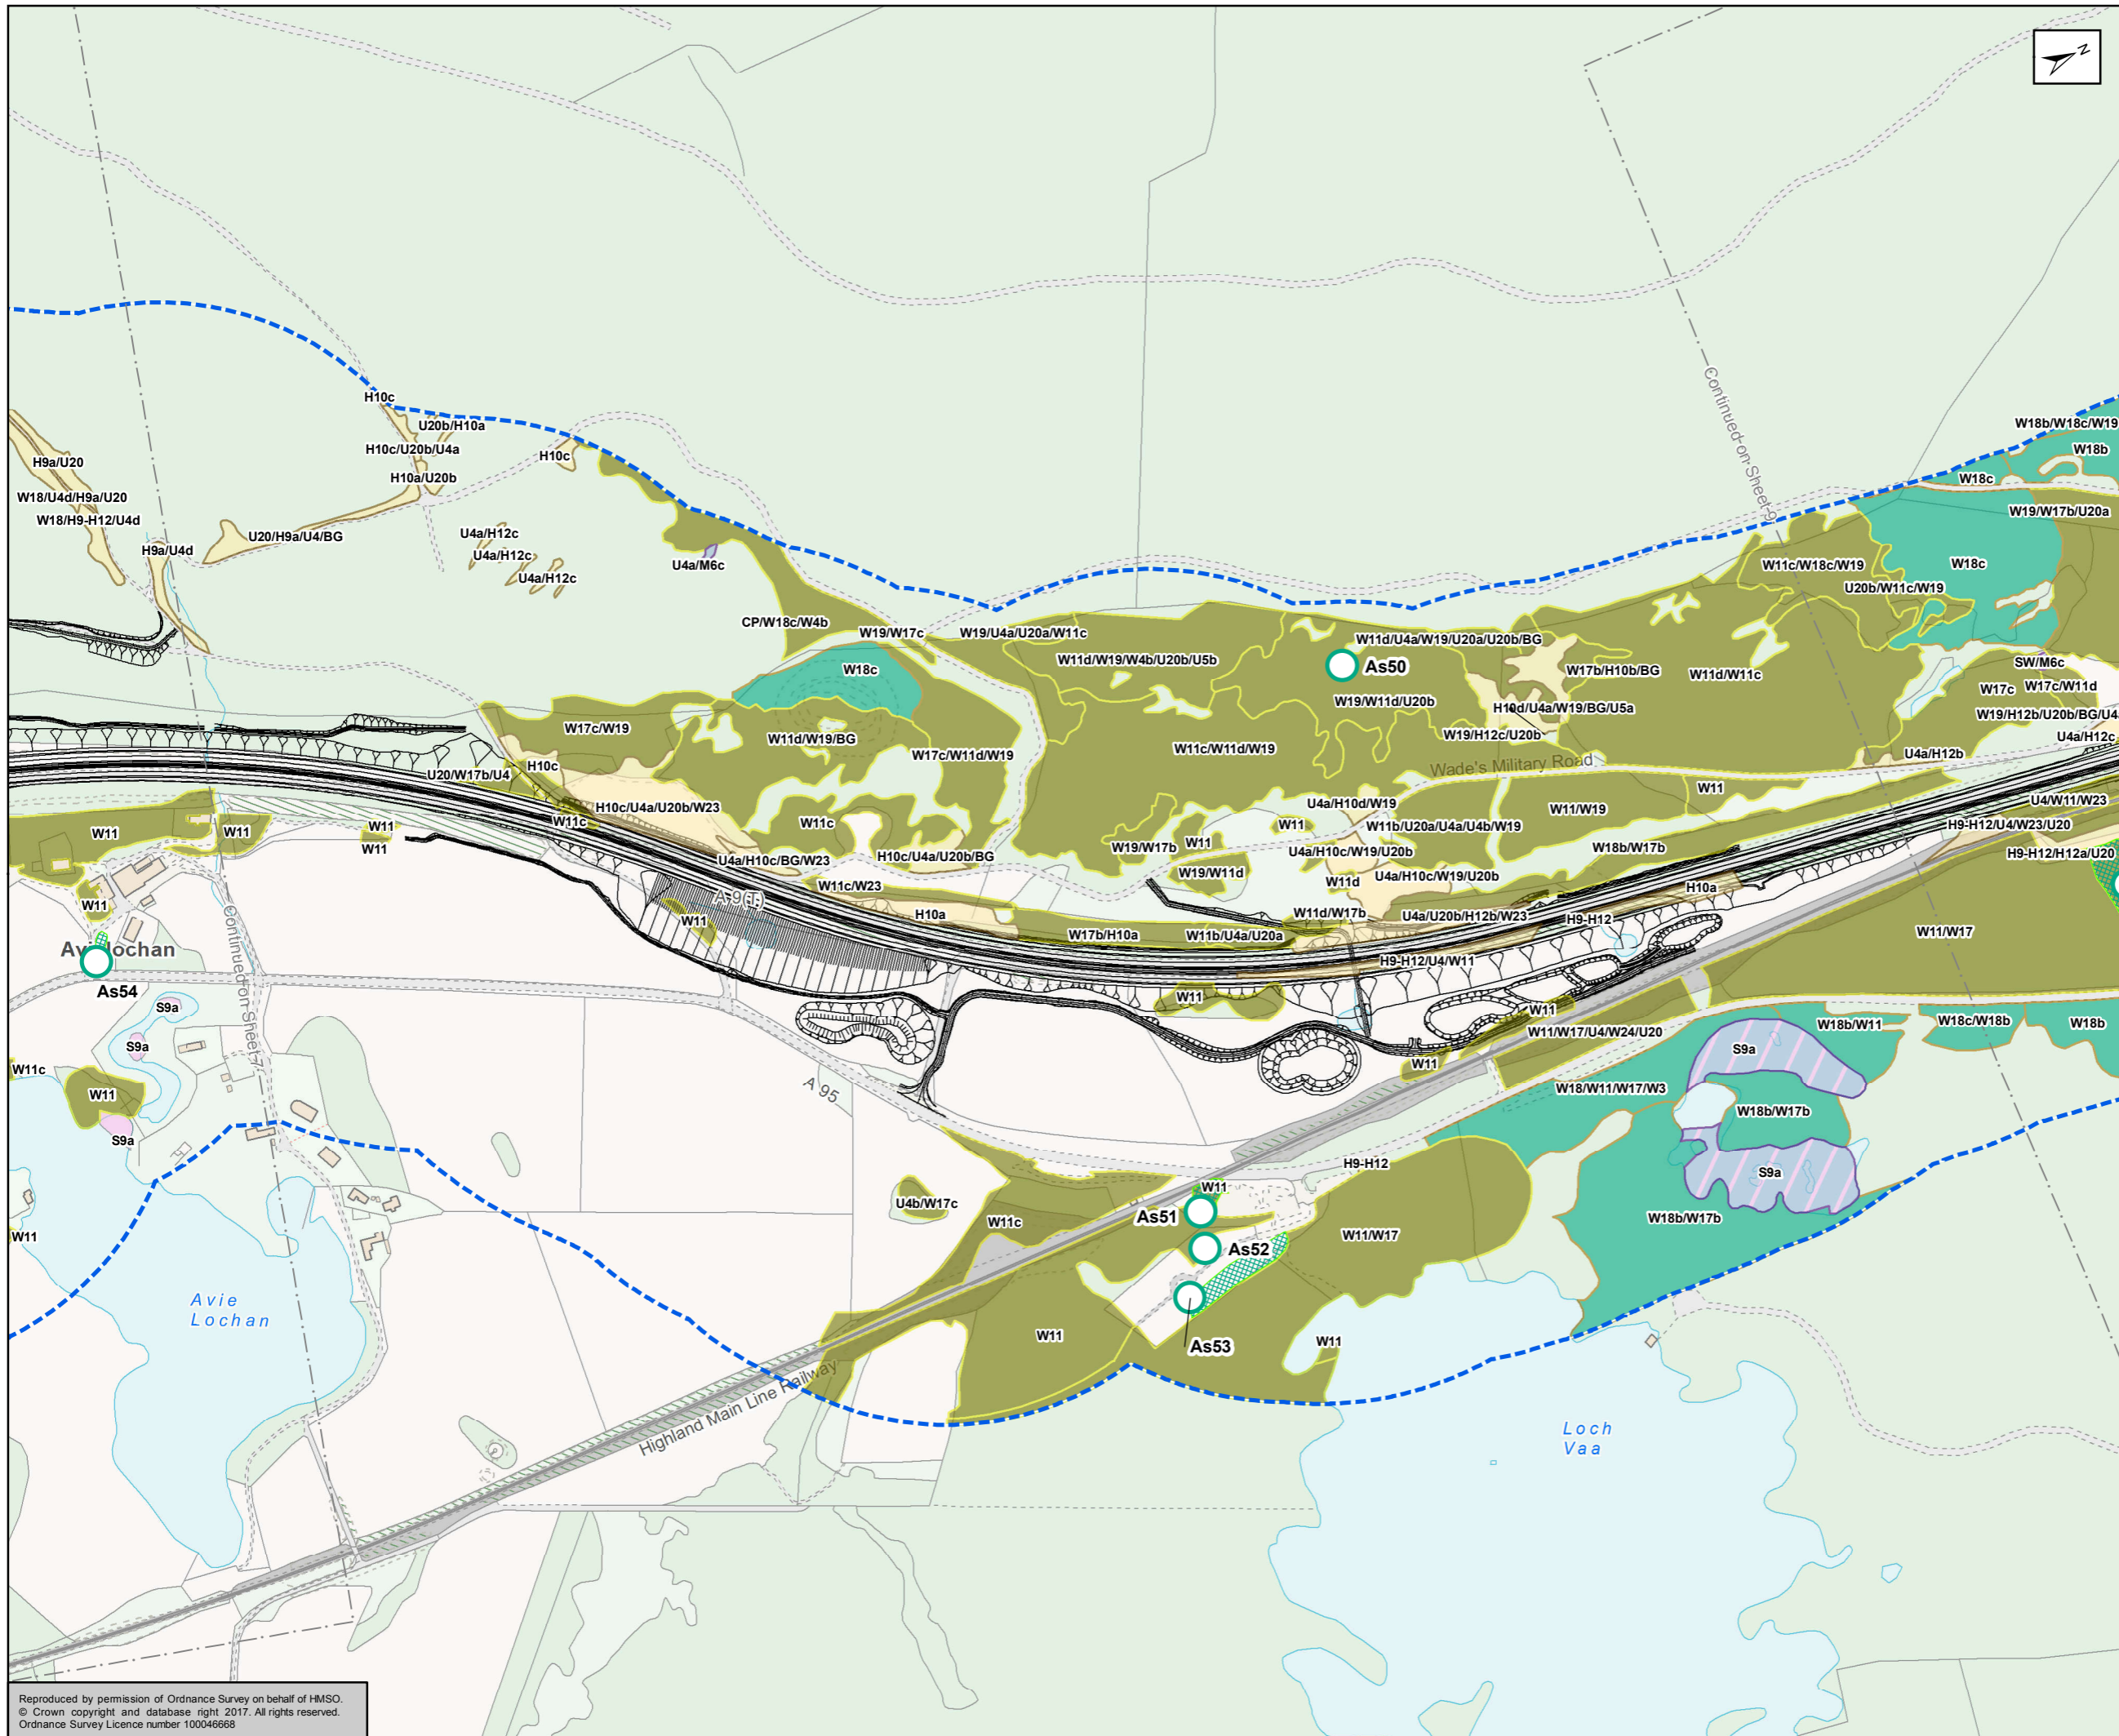 N
Continued on Sheet 9
W18b/W18c/W19
W18b
H10c
U20b/H10a
H10c/U20b/U4a
H10c
H9a/U20
H10a/U20b
W18c
W18/U4d/H9a/U20
W19/W17b/U20a
W18/H9-H12/U4d
U20/H9a/U4/BG
U4a/H12c
H9a/U4d
U4a/H12c
U4a/M6c
W11c/W18c/W19
W18c
U4a/H12c
U20b/W11c/W19
CP/W18c/W4b
W19/W17c
W19/U4a/U20a/W11c
W11d/U4a/W19/U20a/U20b/BG
W11d/W19/W4b/U20b/U5b
As50
W18c
W17b/H10b/BG
W11d/W11c
SW/M6c
W17c
W17c/W11d
W19/W11d/U20b
H10d/U4a/W19/BG/U5a
W19/H12b/U20b/BG/U4
W17c/W19
W11d/W19/BG
W17c/W11d/W19
W11c/W11d/W19
W19/H12c/U20b
U4a/H12c
U4a/H12b
Wade's Military Road
H10c
U20/W17b/U4
H10c/U4a/U20b/W23
W11c
W11c
U4a/H10d/W19
W11/W19
W11
U4/W11/W23
W11
W11
W11
W11
W11
W11b/U20a/U4a/U4b/W19
H9-H12/U4/W23/U20
U4a/H10c/BG/W23
H10c/U4a/U20b/BG
W19/W17b
W11
U4a/H10c/W19/U20b
W18b/W17b
H9-H12/H12a/U20
W11c/W23
W19/W11d
W11d
U4a/H10c/W19/U20b
H10a
A 9(T)
W11
W11
H10a
W11d/W17b
U4a/U20b/H12b/W23
H9-H12
W17b/H10a
W11b/U4a/U20a
W11/W17
As54
Continued on Sheet 7
H9-H12/U4/W11
S9a
W11
W11
W11/W17/U4/W24/U20
W18b/W11
W18c/W18b
W18b
S9a
S9a
W11c
W11
W11
W18/W11/W17/W3
W18b/W17b
A 95
S9a
H9-H12
S9a
U4b/W17c
W11
As51
W11c
W18b/W17b
W11
W11/W17
As52
Avie
Lochan
W11
W11
As53
Highland Main Line Railway
Loch
Vaa
Reproduced by permission of Ordnance Survey on behalf of HMSO.
© Crown copyright and database right 2017. All rights reserved.
Ordnance Survey Licence number 100046668